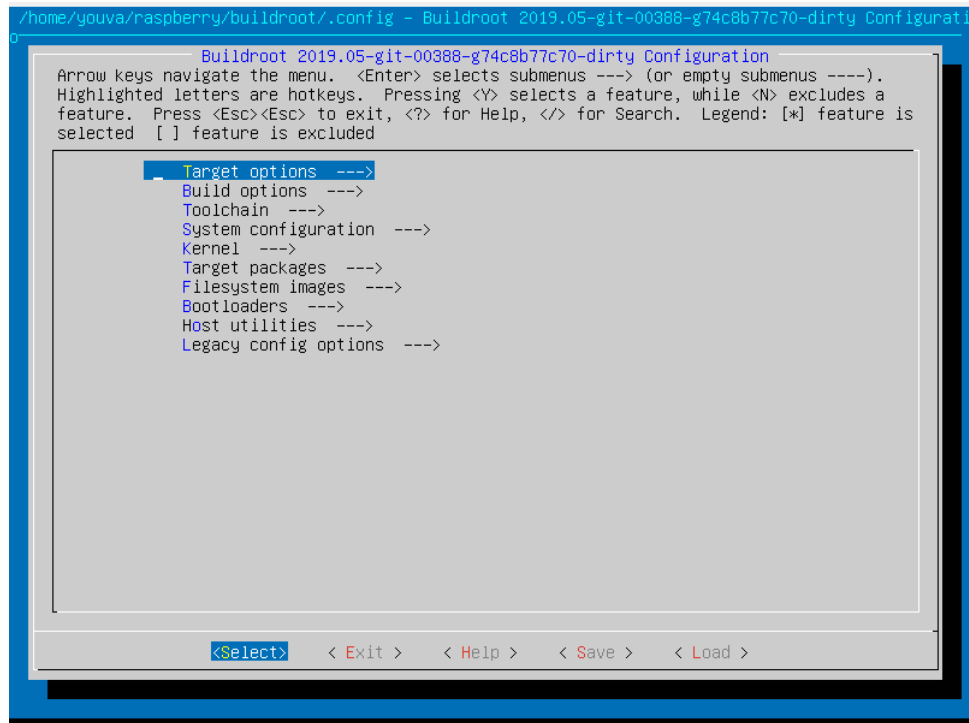 /home/youva/raspberry/buildroot/.config - Buildroot 2019.05-git-00388-g74c8b77c70-dirty Configurati
o
Buildroot 2019.05-git-00388-g74c8b77c70-dirty Configuration
Arrow keys navigate the menu.  <Enter> selects submenus ---> (or empty submenus ----).
Highlighted letters are hotkeys.  Pressing <Y> selects a feature, while <N> excludes a
feature.  Press <Esc><Esc> to exit, <?> for Help, </> for Search.  Legend: [*] feature is
selected  [ ] feature is excluded
Target options  --->
Build options  --->
Toolchain  --->
System configuration  --->
Kernel  --->
Target packages  --->
Filesystem images  --->
Bootloaders  --->
Host utilities  --->
Legacy config options  --->
<Select>    < Exit >    < Help >    < Save >    < Load >